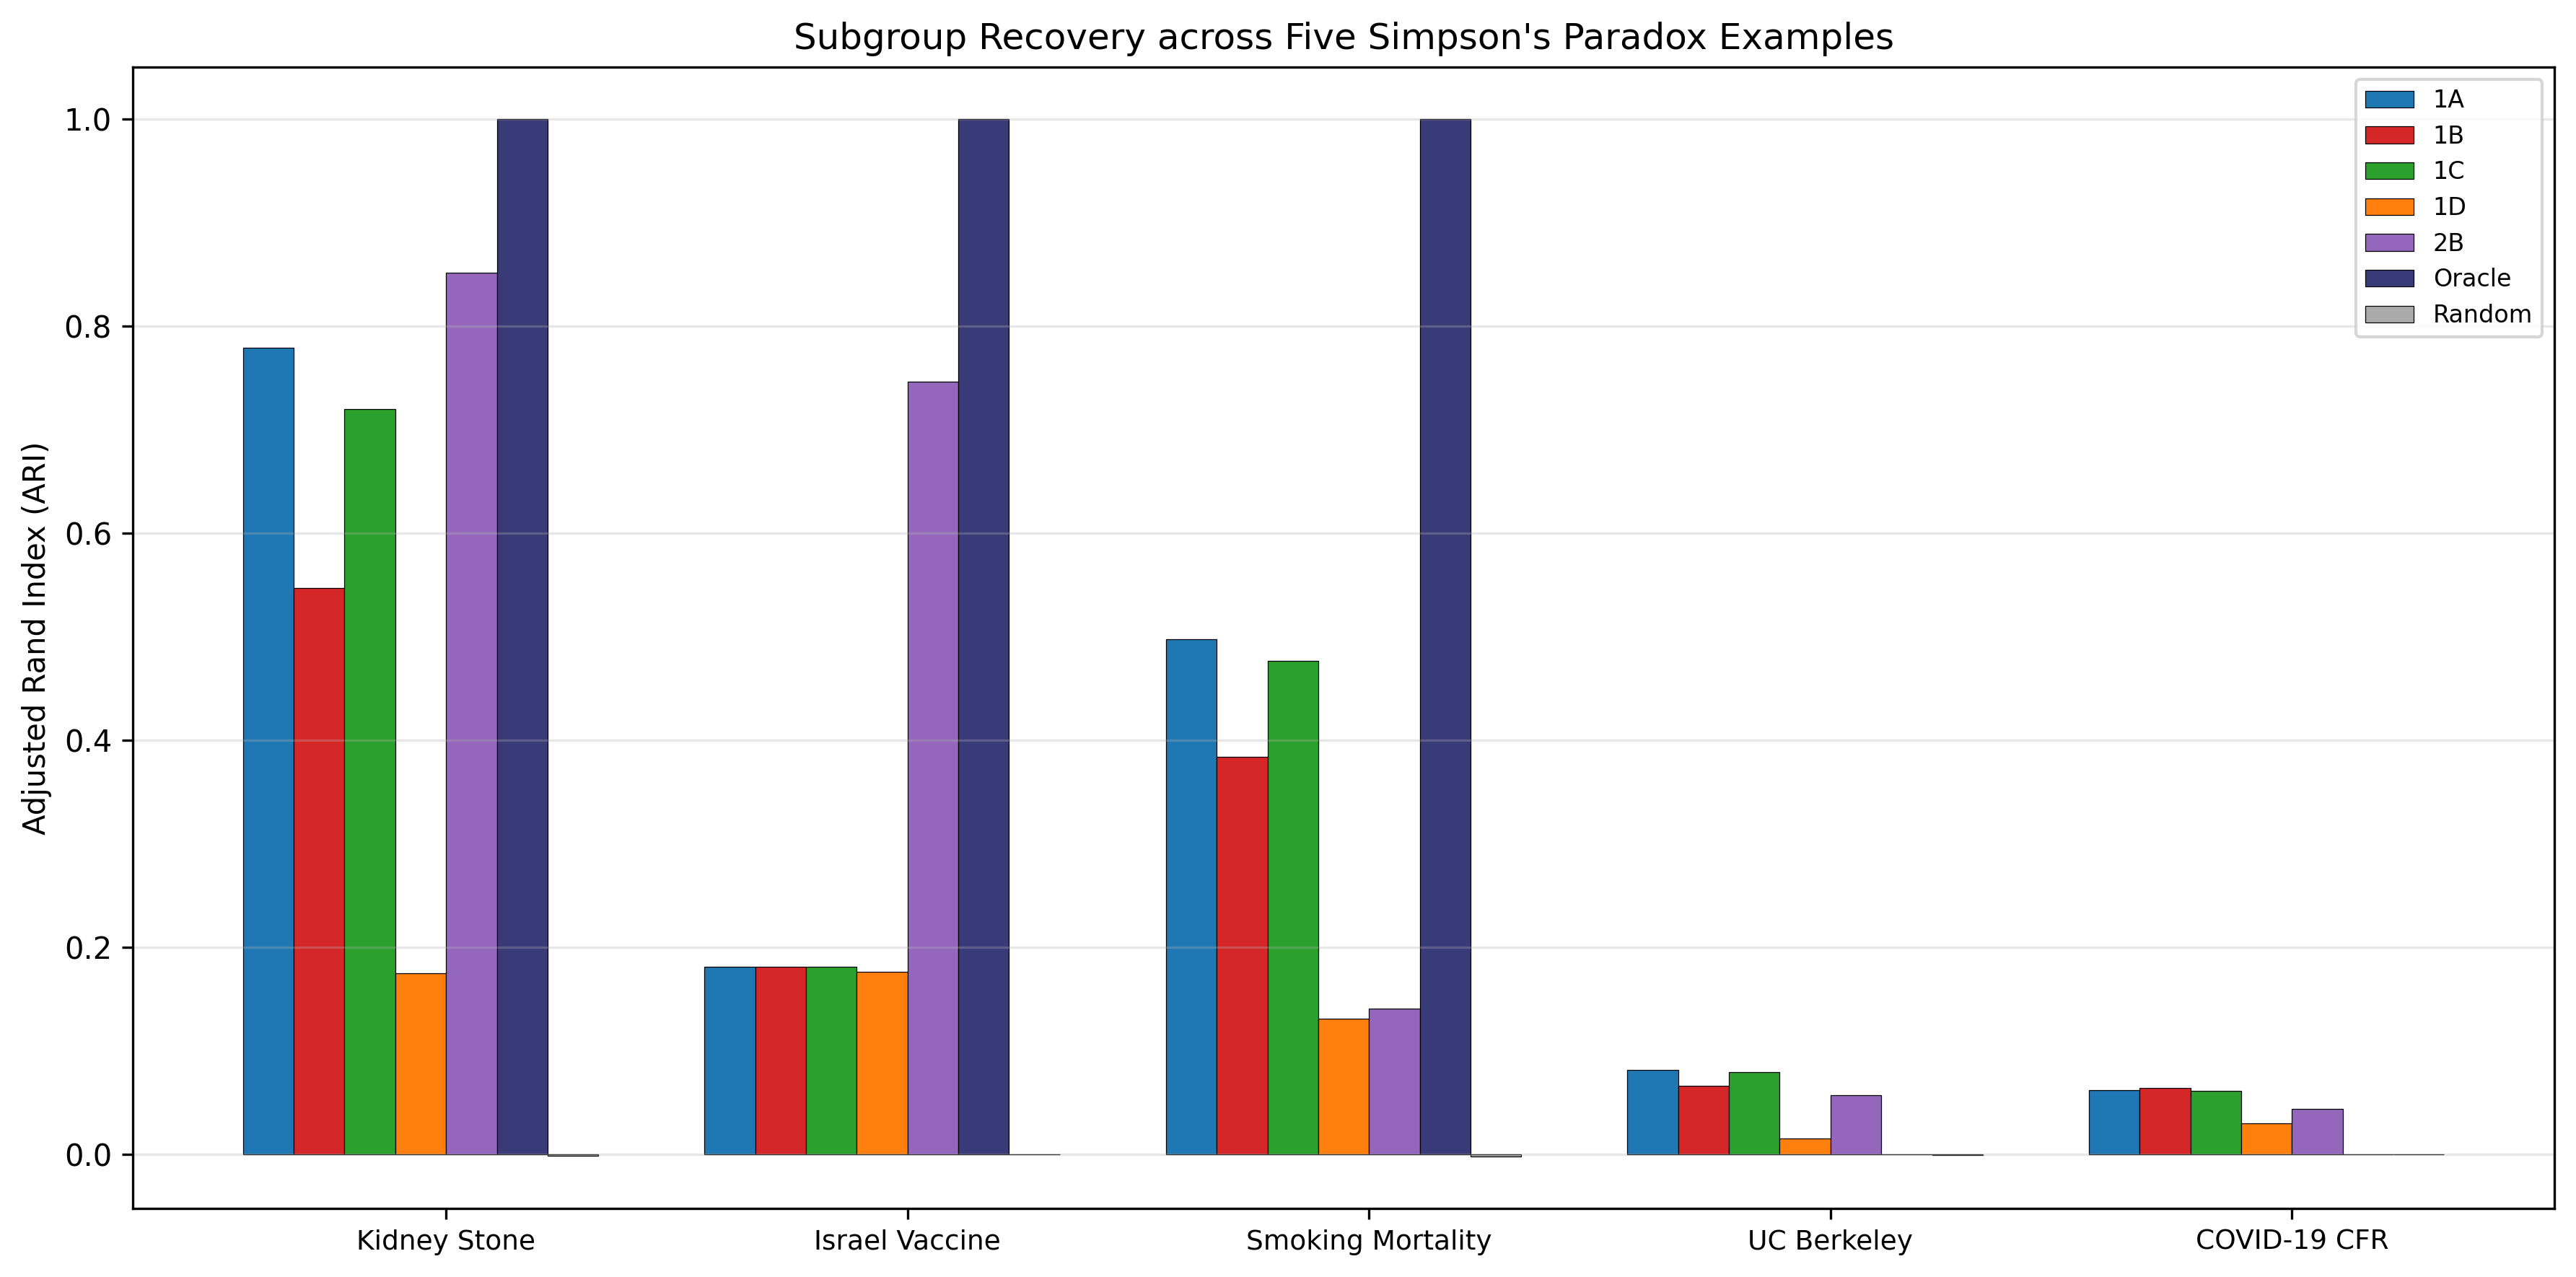 Subgroup Recovery across Five Simpson's Paradox Examples
1A
1B
1C
1D
2B
Oracle
Random
Adjusted Rand Index (ARI)
1.0
0.8
0.6
0.4
0.2
0.0
Kidney Stone
Israel Vaccine
Smoking Mortality
UC Berkeley
COVID-19 CFR